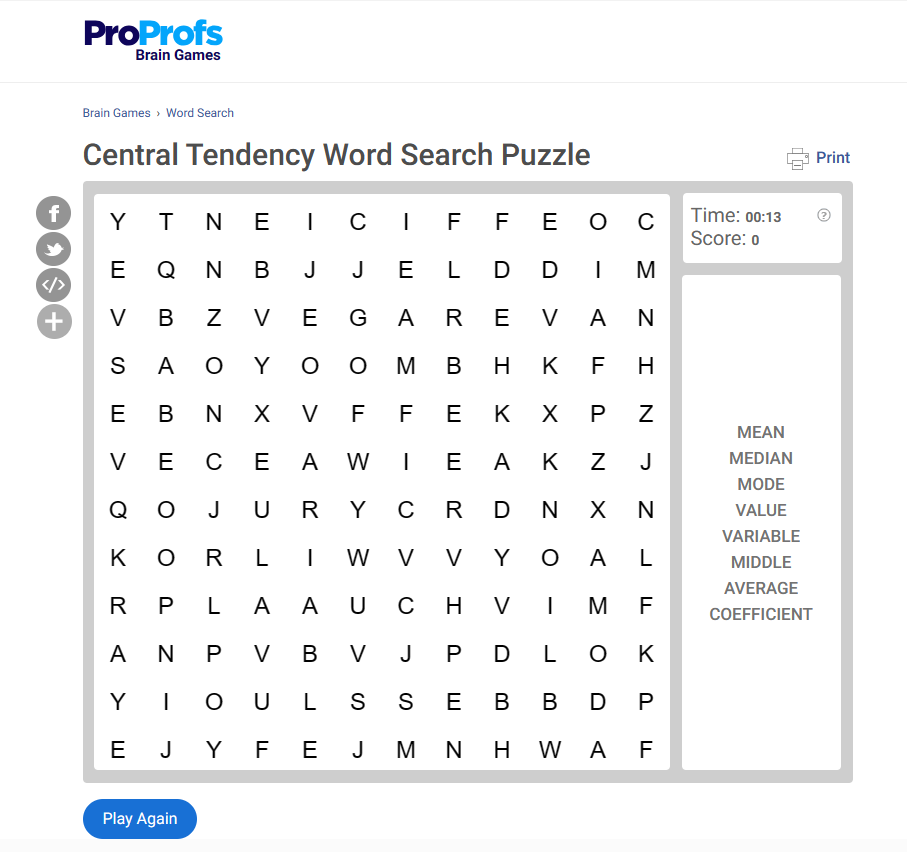 ProProfs
Brain Games
Brain Games › Word Search
Central Tendency Word Search Puzzle
Print
Y T N E I C I F F E O C
E Q N B J J E L D D I M
V B Z V E G A R E V A N
S A O Y O O M B H K F H
E B N X V F F E K X P Z
V E C E A W I E A K Z J
Q O J U R Y C R D N X N
K O R L I W V V Y O A L
R P L A A U C H V I M F
A N P V B V J P D L O K
Y I O U L S S E B B D P
E J Y F E J M N H W A F
Time: 00:13 ?
Score: 0
MEAN
MEDIAN
MODE
VALUE
VARIABLE
MIDDLE
AVERAGE
COEFFICIENT
Play Again